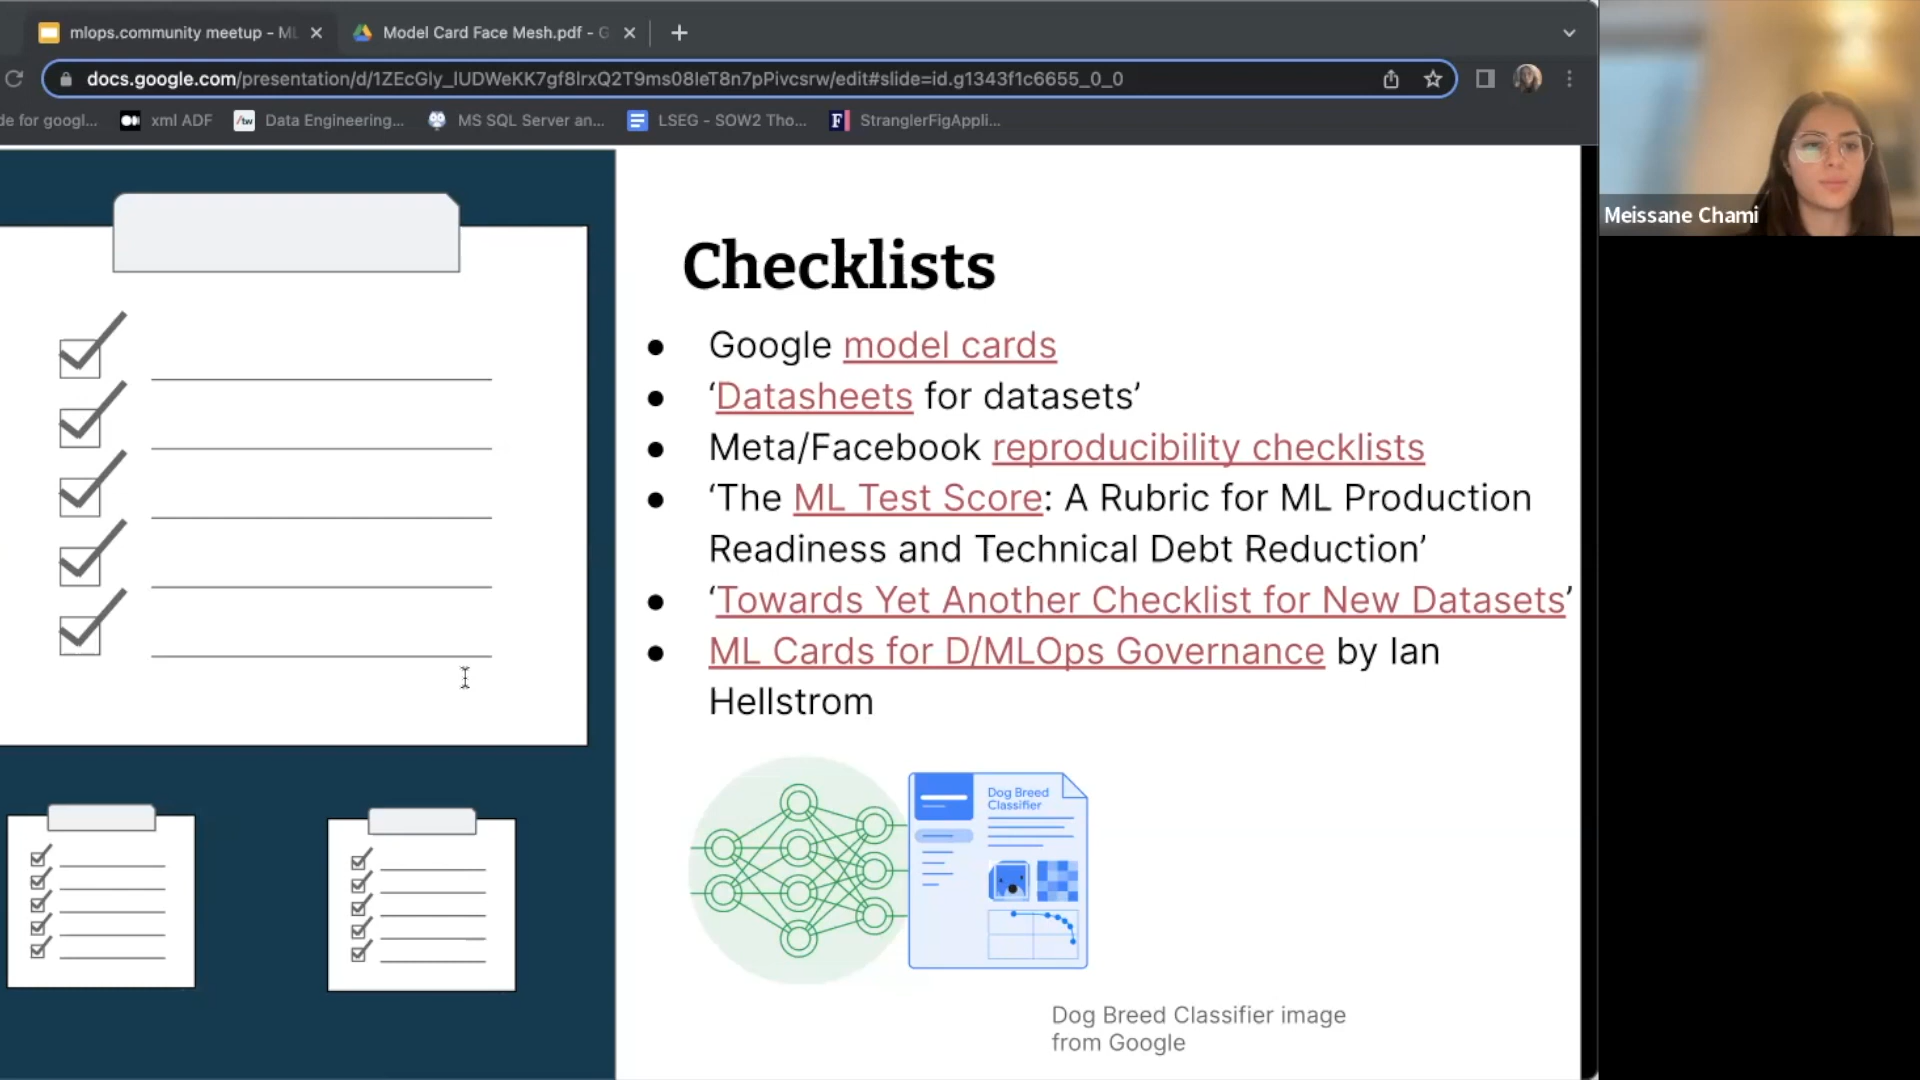 mlops.community meetup - ML
Model Card Face Mesh.pdf - G
docs.google.com/presentation/d/1ZEcGly_lUDWeKK7gf8lrxQ2T9ms08leT8n7pPivcsrw/edit#slide=id.g1343f1c6655_0_0
de for googl...
xml ADF
/tw
Data Engineering...
MS SQL Server an...
LSEG - SOW2 Tho...
F
StranglerFigAppli...
Meissane Chami
Checklists
● Google model cards
● ‘Datasheets for datasets’
● Meta/Facebook reproducibility checklists
● ‘The ML Test Score: A Rubric for ML Production
Readiness and Technical Debt Reduction’
● ‘Towards Yet Another Checklist for New Datasets’
● ML Cards for D/MLOps Governance by Ian
Hellstrom
Dog Breed
Classifier
Dog Breed Classifier image
from Google